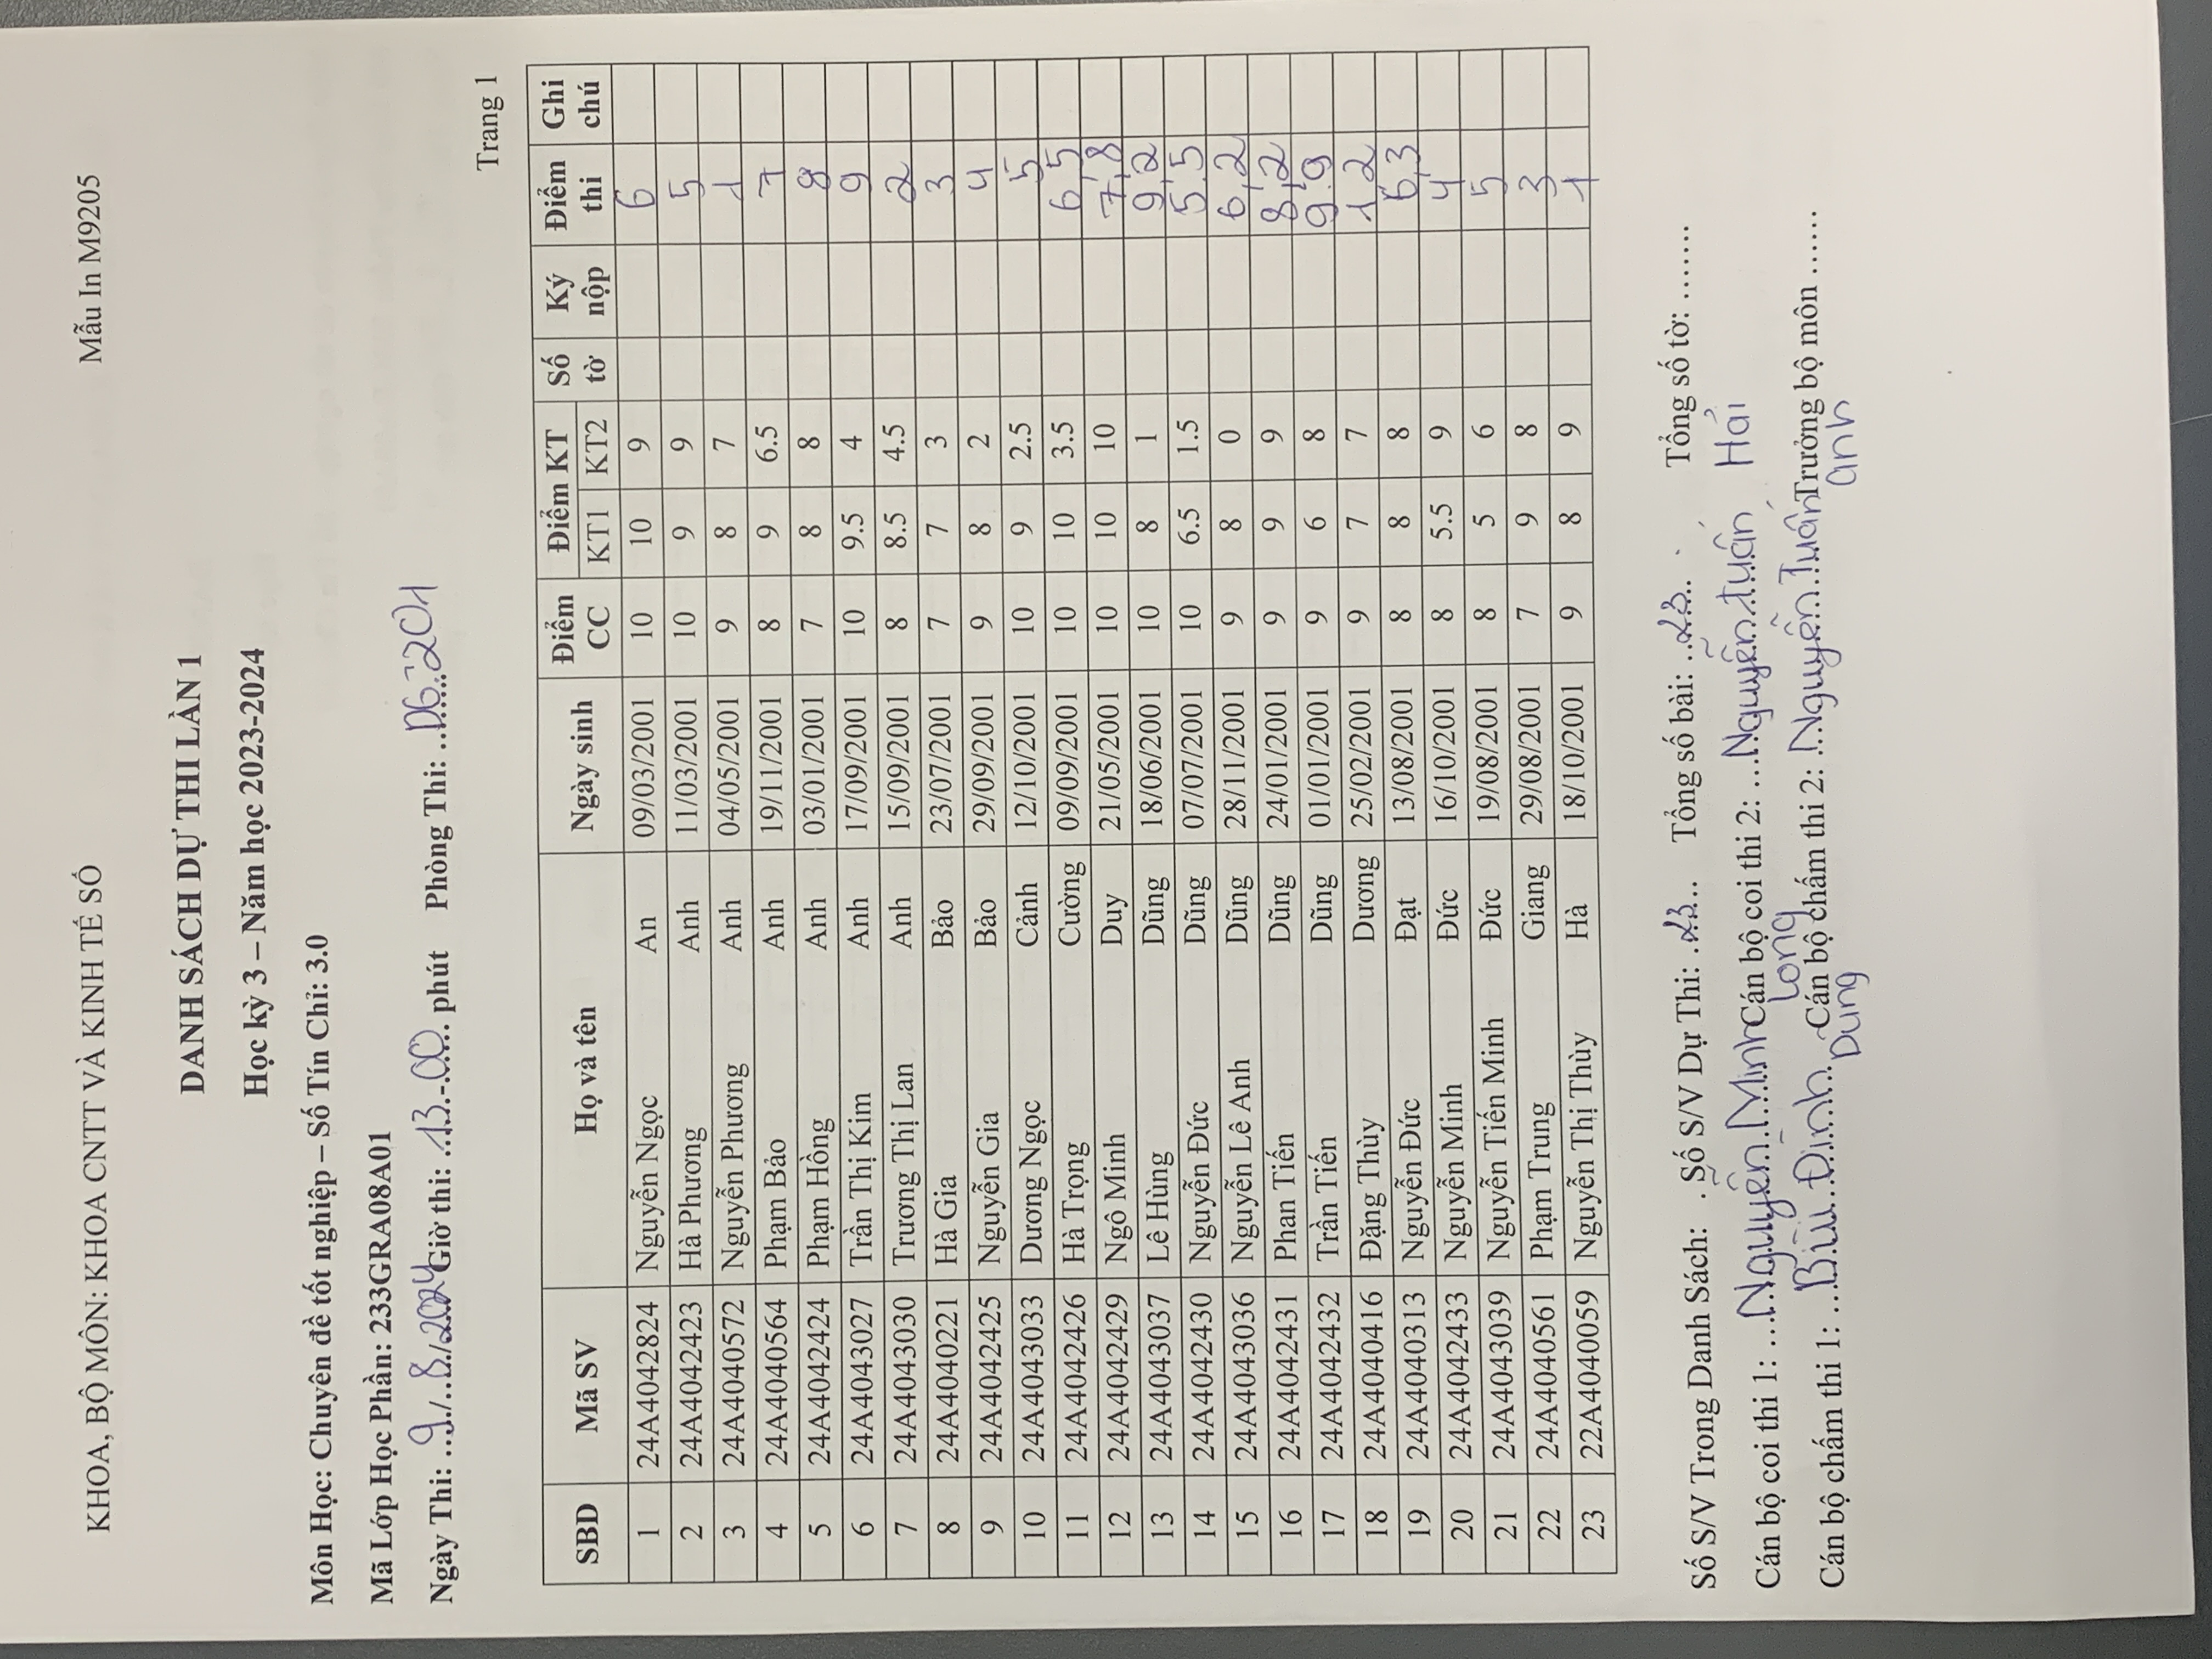 KHOA, BỘ MÔN: KHOA CNTT VÀ KINH TẾ SỐ Mẫu In M9205
DANH SÁCH DỰ THI LẦN 1
Học kỳ 3 – Năm học 2023-2024
Môn Học: Chuyên đề tốt nghiệp – Số Tín Chỉ: 3.0
Mã Lớp Học Phần: 233GRA08A01
Ngày Thi: ...9./...8./.2024 Giờ thi: .13.-.00. phút Phòng Thi: ..D6-201
Trang 1
SBD Mã SV Họ và tên Ngày sinh Điểm CC Điểm KT Số tờ Ký nộp Điểm thi Ghi chú
KT1 KT2
1 24A4042824 Nguyễn Ngọc An 09/03/2001 10 10 9 6
2 24A4042423 Hà Phương Anh 11/03/2001 10 9 9 5
3 24A4040572 Nguyễn Phương Anh 04/05/2001 9 8 7 1
4 24A4040564 Phạm Bảo Anh 19/11/2001 8 9 6.5 7
5 24A4042424 Phạm Hồng Anh 03/01/2001 7 8 8 8
6 24A4043027 Trần Thị Kim Anh 17/09/2001 10 9.5 4 9
7 24A4043030 Trương Thị Lan Anh 15/09/2001 8 8.5 4.5 2
8 24A4040221 Hà Gia Bảo 23/07/2001 7 7 3 3
9 24A4042425 Nguyễn Gia Bảo 29/09/2001 9 8 2 4
10 24A4043033 Dương Ngọc Cảnh 12/10/2001 10 9 2.5 5
11 24A4042426 Hà Trọng Cường 09/09/2001 10 10 3.5 6,5
12 24A4042429 Ngô Minh Duy 21/05/2001 10 10 10 7,8
13 24A4043037 Lê Hùng Dũng 18/06/2001 10 8 1 9,2
14 24A4042430 Nguyễn Đức Dũng 07/07/2001 10 6.5 1.5 5.5
15 24A4043036 Nguyễn Lê Anh Dũng 28/11/2001 9 8 0 6,2
16 24A4042431 Phan Tiến Dũng 24/01/2001 9 9 9 8,2
17 24A4042432 Trần Tiến Dũng 01/01/2001 9 6 8 9.9
18 24A4040416 Đặng Thùy Dương 25/02/2001 9 7 7 1 2
19 24A4040313 Nguyễn Đức Đạt 13/08/2001 8 8 8 6,3
20 24A4042433 Nguyễn Minh Đức 16/10/2001 8 5.5 9 4
21 24A4043039 Nguyễn Tiến Minh Đức 19/08/2001 8 5 6 5
22 24A4040561 Phạm Trung Giang 29/08/2001 7 9 8 3
23 22A4040059 Nguyễn Thị Thùy Hà 18/10/2001 9 8 9 1
Số S/V Trong Danh Sách: . Số S/V Dự Thi: .23... Tổng số bài: ..23.. Tổng số tờ: .......
Cán bộ coi thi 1: ...Nguyễn Minh Long Cán bộ coi thi 2: ...Nguyễn Tuấn Hải
Cán bộ chấm thi 1: ...Bùi Đình Dũng Cán bộ chấm thi 2: ...Nguyễn Tuấn anh Trưởng bộ môn ......